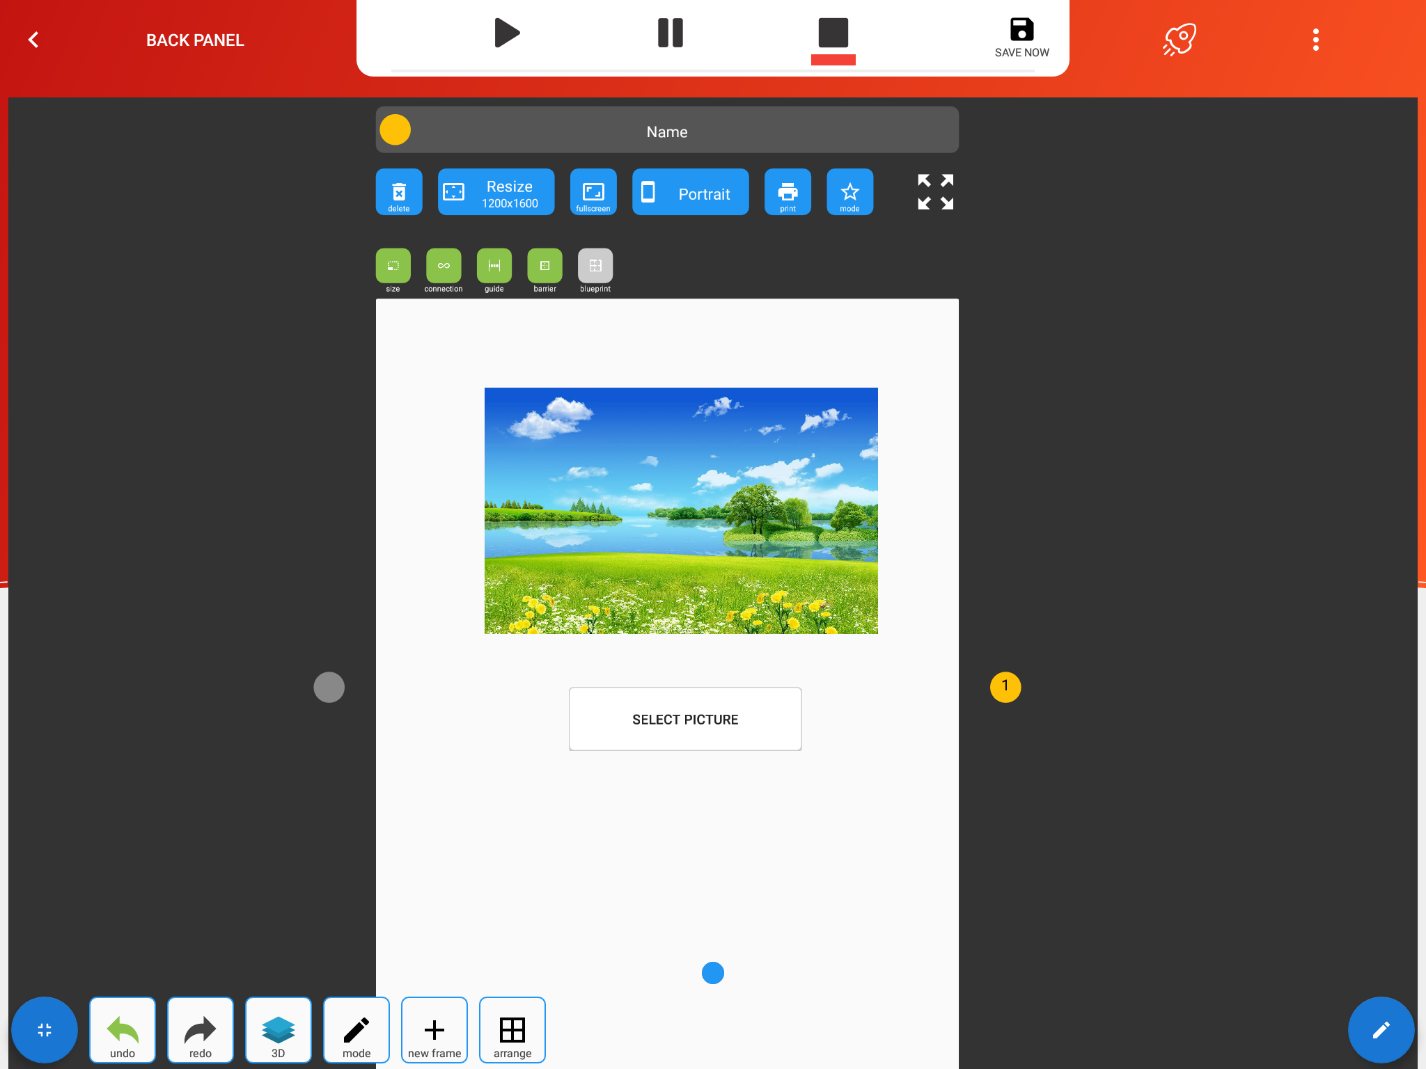 BACK PANEL
SAVE NOW
Name
delete
Resize
1200x1600
fullscreen
Portrait
print
mode
size
connection
guide
barrier
blueprint
SELECT PICTURE
1
undo
redo
3D
mode
new frame
arrange